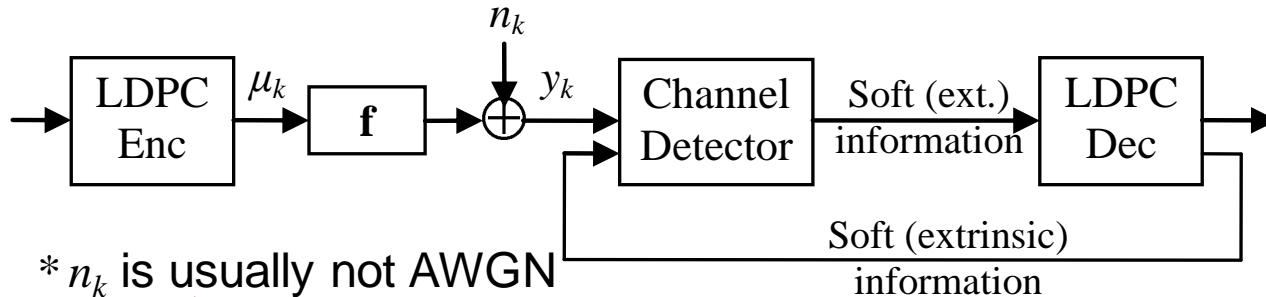 n_k
LDPC
Enc
μ_k
f
y_k
Channel
Detector
Soft (ext.)
information
LDPC
Dec
Soft (extrinsic)
information
* n_k is usually not AWGN